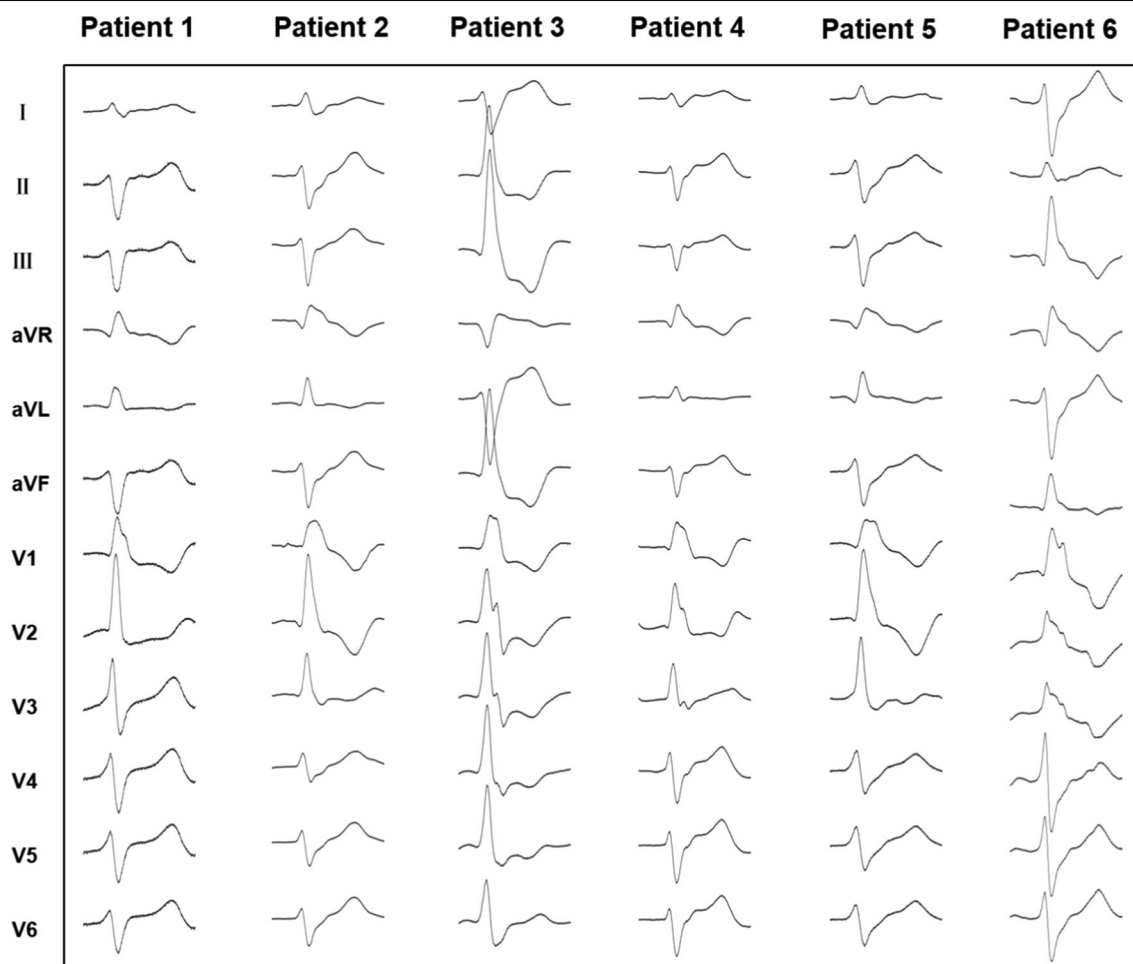 Patient 1 Patient 2 Patient 3 Patient 4 Patient 5 Patient 6
I
II
III
aVR
aVL
aVF
V1
V2
V3
V4
V5
V6